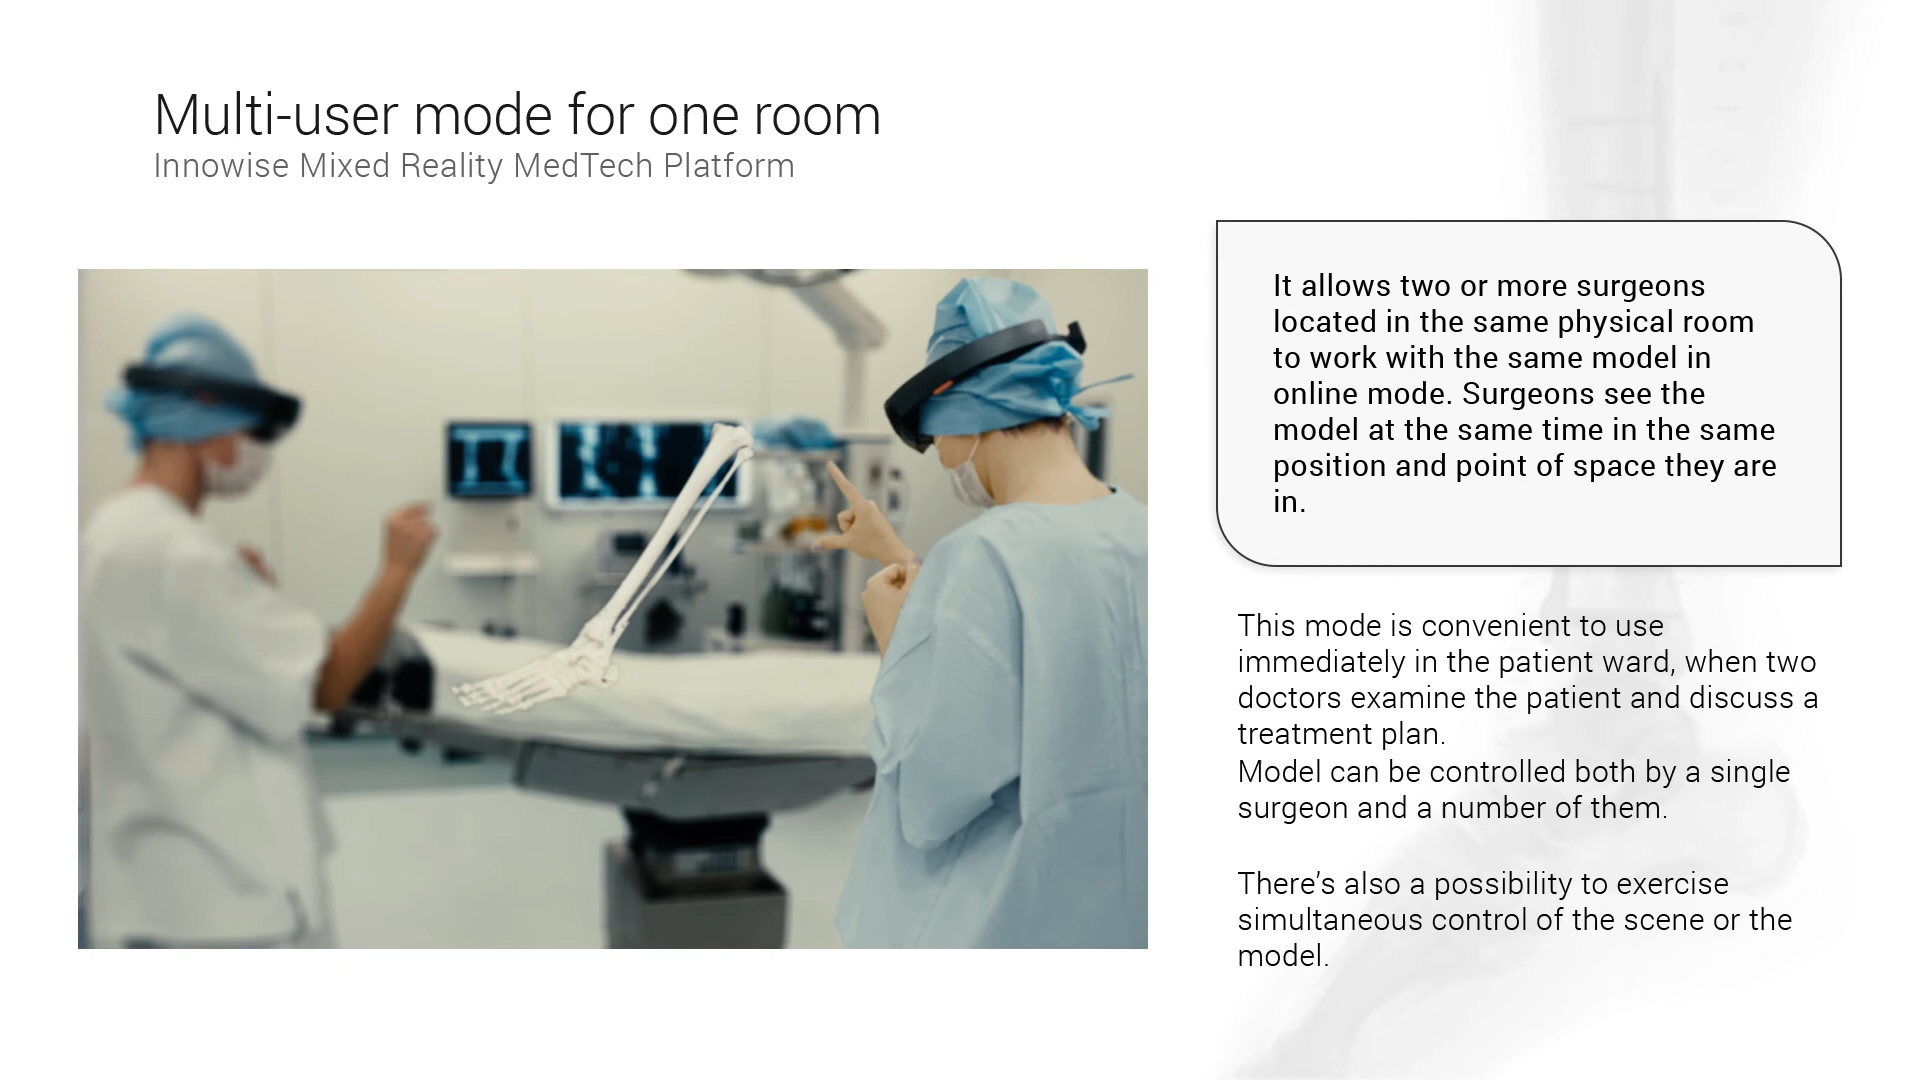 Multi-user mode for one room
Innowise Mixed Reality MedTech Platform
It allows two or more surgeons
located in the same physical room
to work with the same model in
online mode. Surgeons see the
model at the same time in the same
position and point of space they are
in.
This mode is convenient to use
immediately in the patient ward, when two
doctors examine the patient and discuss a
treatment plan.
Model can be controlled both by a single
surgeon and a number of them.
There’s also a possibility to exercise
simultaneous control of the scene or the
model.